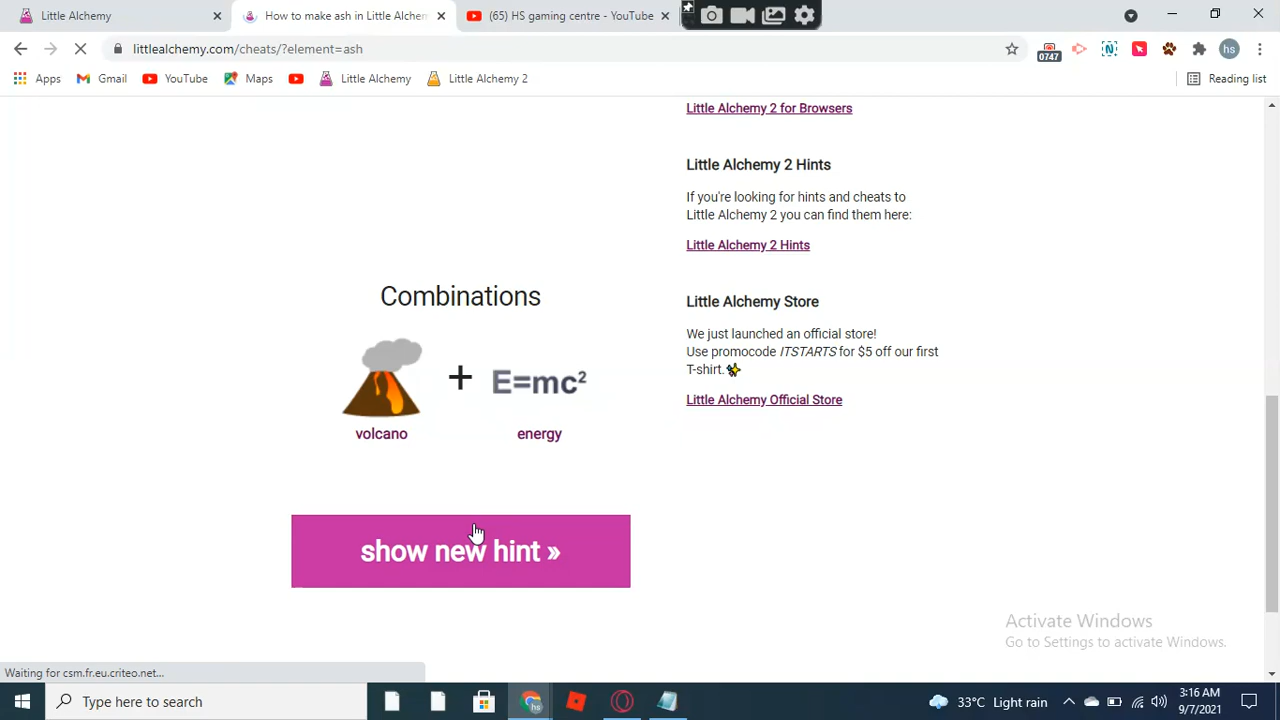 Little Alchemy
How to make ash in Little Alchem
(65) HS gaming centre - YouTube
littlealchemy.com/cheats/?element=ash
0747
hs
Apps
Gmail
YouTube
Maps
Little Alchemy
Little Alchemy 2
Reading list
Little Alchemy 2 for Browsers
Little Alchemy 2 Hints
If you're looking for hints and cheats to
Little Alchemy 2 you can find them here:
Little Alchemy 2 Hints
Combinations
Little Alchemy Store
We just launched an official store!
Use promocode ITSTARTS for $5 off our first
T-shirt.✨
Little Alchemy Official Store
+
E=mc²
volcano
energy
show new hint »
Activate Windows
Go to Settings to activate Windows.
Waiting for csm.fr.eu.criteo.net...
Type here to search
hs
33°C Light rain
3:16 AM
9/7/2021